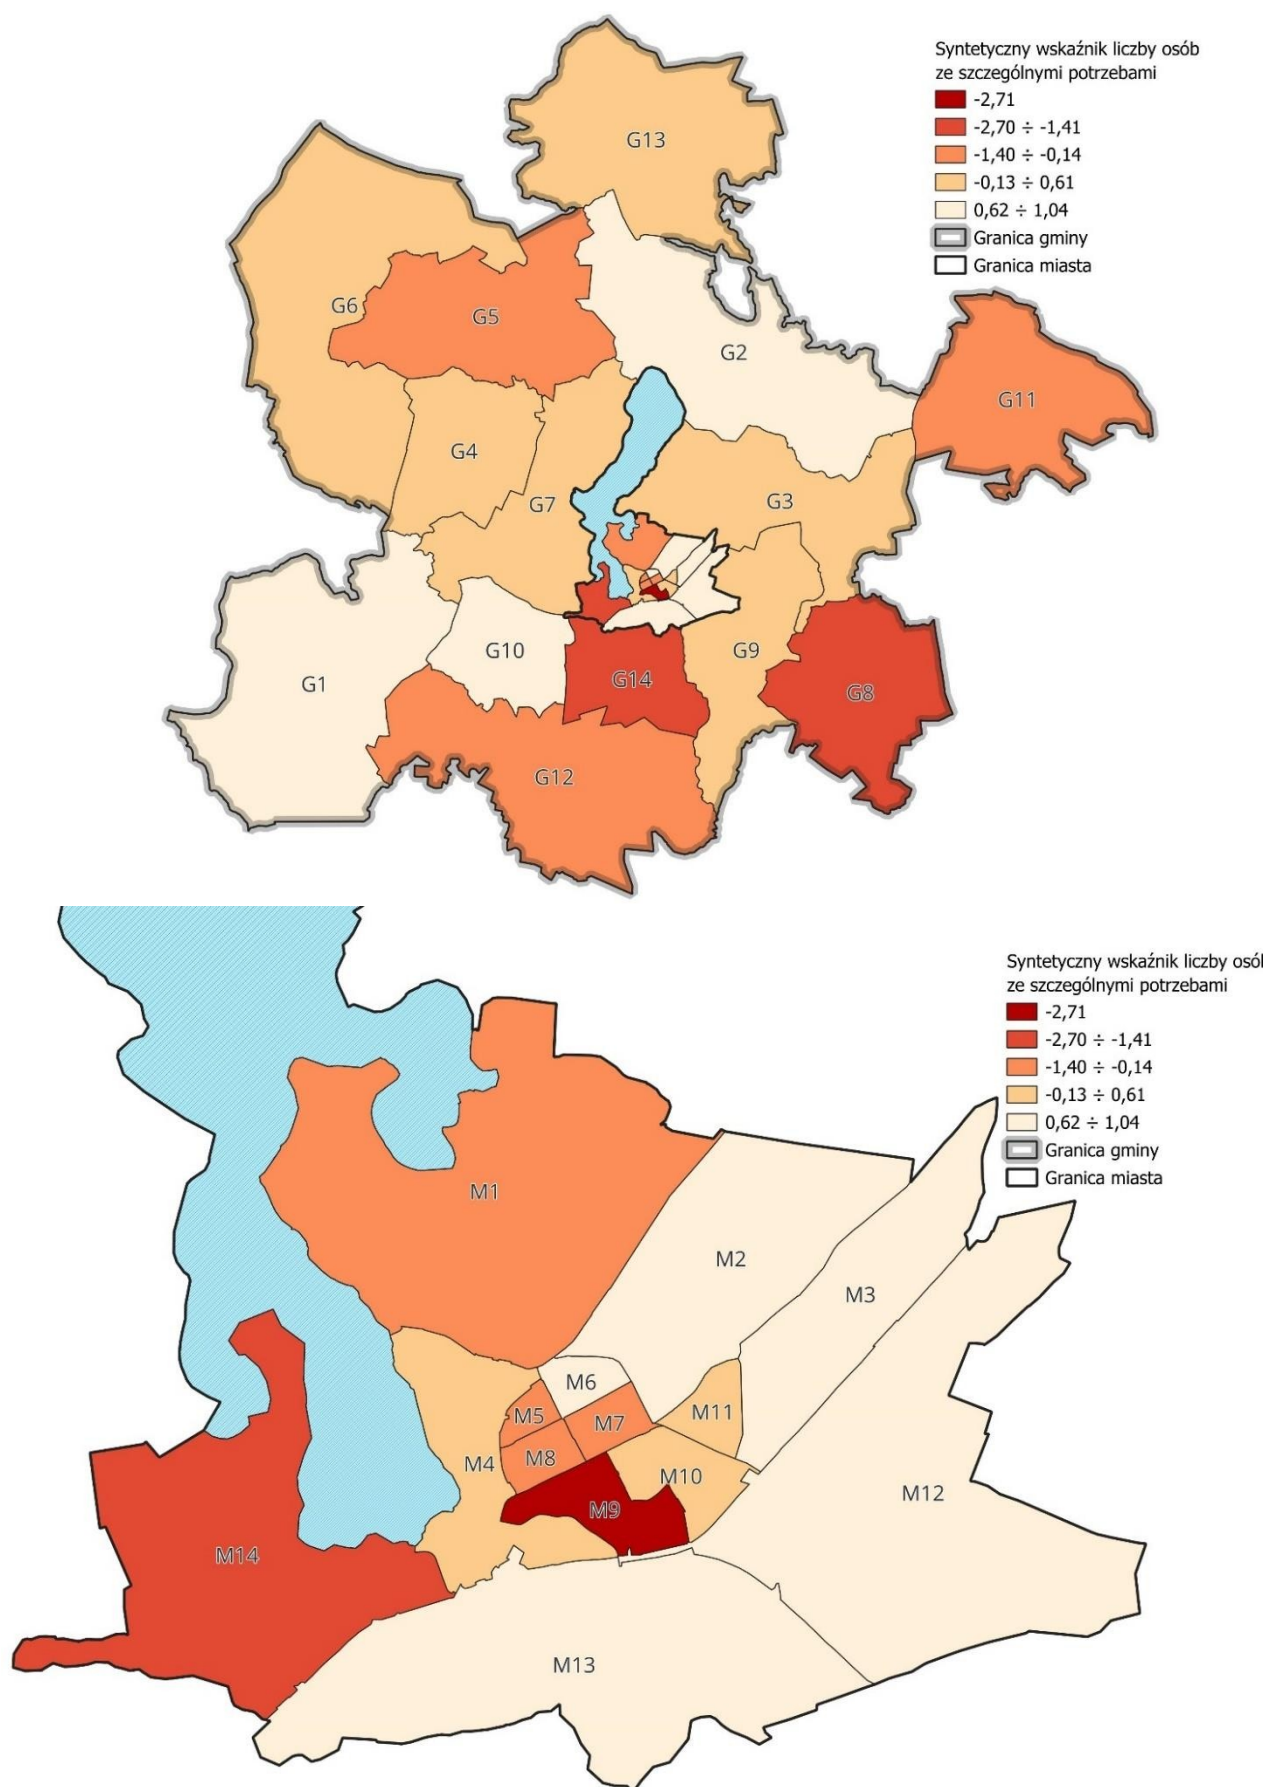 Syntetyczny wskaźnik liczby osób
ze szczególnymi potrzebami
-2,71
-2,70 ÷ -1,41
-1,40 ÷ -0,14
-0,13 ÷ 0,61
0,62 ÷ 1,04
Granica gminy
Granica miasta
G13
G6
G5
G2
G11
G4
G7
G3
G10
G9
G1
G14
G8
G12
Syntetyczny wskaźnik liczby osób
ze szczególnymi potrzebami
-2,71
-2,70 ÷ -1,41
-1,40 ÷ -0,14
-0,13 ÷ 0,61
0,62 ÷ 1,04
Granica gminy
Granica miasta
M1
M2
M3
M6
M5
M7
M11
M8
M4
M10
M9
M12
M14
M13